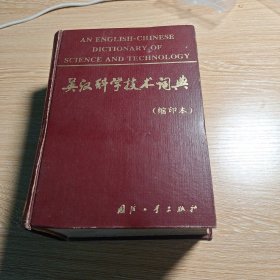 AN ENGLISH-CHINESE
DICTIONARY OF
SCIENCE AND TECHNOLOGY
英汉科学技术词典
(缩印本)
国防工业出版社